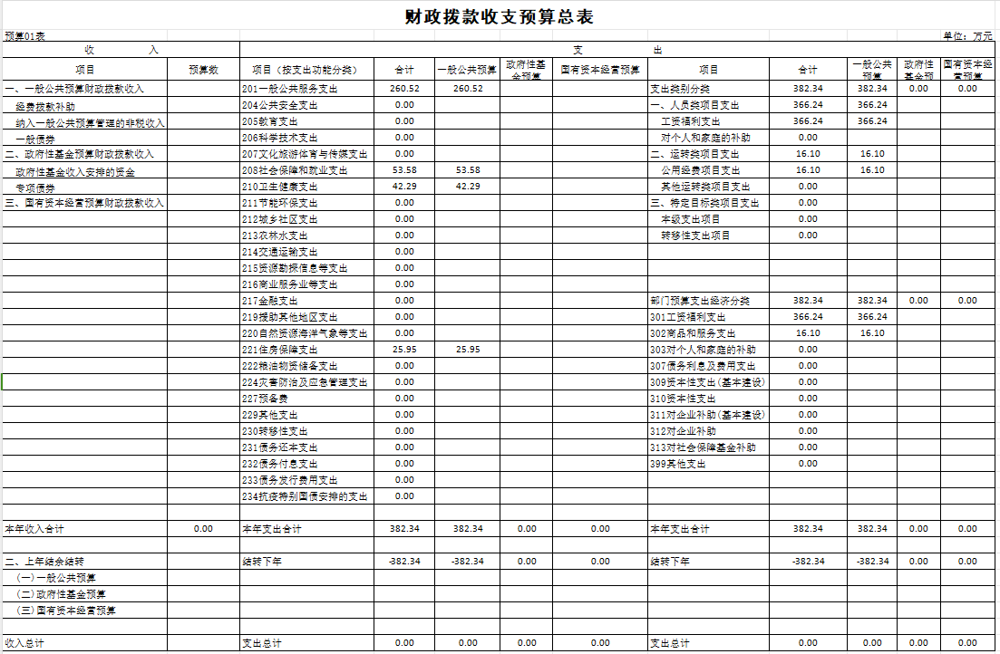 财政拨款收支预算总表
预算01表 单位：万元
收 入 支 出
项目 预算数 项目（按支出功能分类） 合计 一般公共预算 政府性基金预算 国有资本经营预算 项目 合计 一般公共预算 政府性基金预 国有资本经营预算
一、一般公共预算财政拨款收入 201一般公共服务支出 260.52 260.52 支出类别分类 382.34 382.34 0.00 0.00
经费拨款补助 204公共安全支出 0.00 一、人员类项目支出 366.24 366.24
纳入一般公共预算管理的非税收入 205教育支出 0.00 工资福利支出 366.24 366.24
一般债券 206科学技术支出 0.00 对个人和家庭的补助 0.00
二、政府性基金预算财政拨款收入 207文化旅游体育与传媒支出 0.00 二、运转类项目支出 16.10 16.10
政府性基金收入安排的资金 208社会保障和就业支出 53.58 53.58 公用经费项目支出 16.10 16.10
专项债券 210卫生健康支出 42.29 42.29 其他运转类项目支出 0.00
三、国有资本经营预算财政拨款收入 211节能环保支出 0.00 三、特定目标类项目支出 0.00
212城乡社区支出 0.00 本级支出项目 0.00
213农林水支出 0.00 转移性支出项目 0.00
214交通运输支出 0.00
215资源勘探信息等支出 0.00
216商业服务业等支出 0.00
217金融支出 0.00 部门预算支出经济分类 382.34 382.34 0.00 0.00
219援助其他地区支出 0.00 301工资福利支出 366.24 366.24
220自然资源海洋气象等支出 0.00 302商品和服务支出 16.10 16.10
221住房保障支出 25.95 25.95 303对个人和家庭的补助 0.00
222粮油物资储备支出 0.00 307债务利息及费用支出 0.00
224灾害防治及应急管理支出 0.00 309资本性支出(基本建设) 0.00
227预备费 0.00 310资本性支出 0.00
229其他支出 0.00 311对企业补助(基本建设) 0.00
230转移性支出 0.00 312对企业补助 0.00
231债务还本支出 0.00 313对社会保障基金补助 0.00
232债务付息支出 0.00 399其他支出 0.00
233债务发行费用支出 0.00
234抗疫特别国债安排的支出 0.00
本年收入合计 0.00 本年支出合计 382.34 382.34 0.00 0.00 本年支出合计 382.34 382.34 0.00 0.00
二、上年结余结转 结转下年 -382.34 -382.34 0.00 0.00 结转下年 -382.34 -382.34 0.00 0.00
(一)一般公共预算
(二)政府性基金预算
(三)国有资本经营预算
收入总计 支出总计 0.00 0.00 0.00 0.00 支出总计 0.00 0.00 0.00 0.00